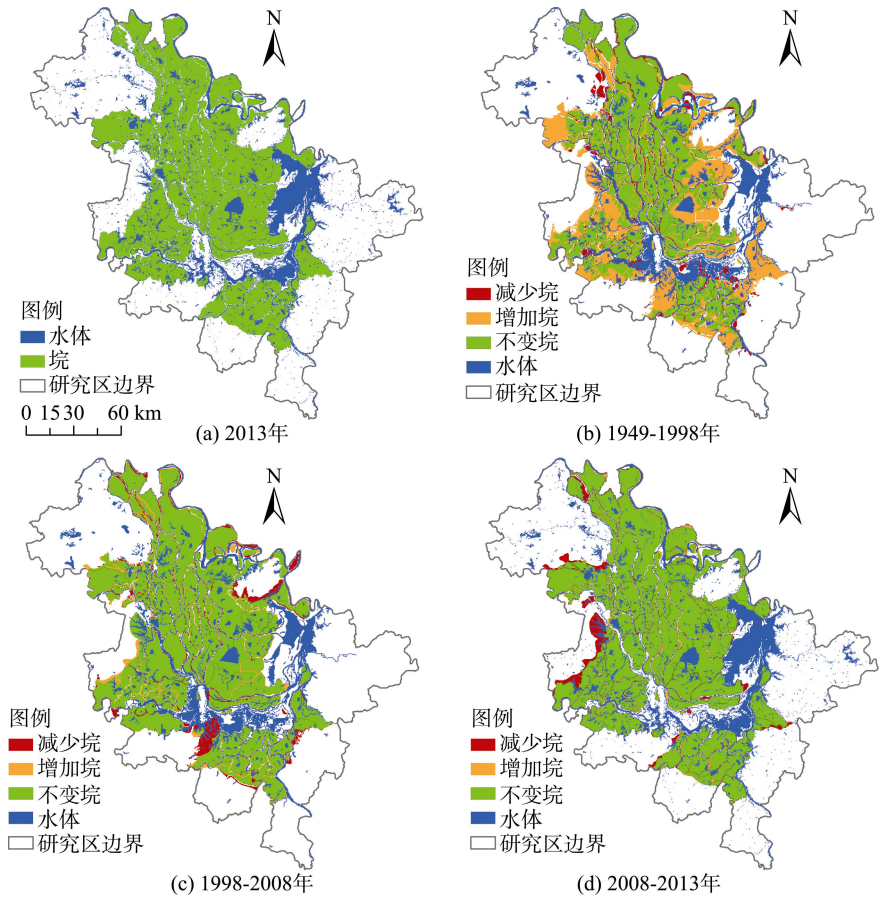 N
图例
水体
垸
研究区边界
0 15 30 60 km
(a) 2013年
N
图例
减少垸
增加垸
不变垸
水体
研究区边界
(b) 1949-1998年
N
图例
减少垸
增加垸
不变垸
水体
研究区边界
(c) 1998-2008年
N
图例
减少垸
增加垸
不变垸
水体
研究区边界
(d) 2008-2013年